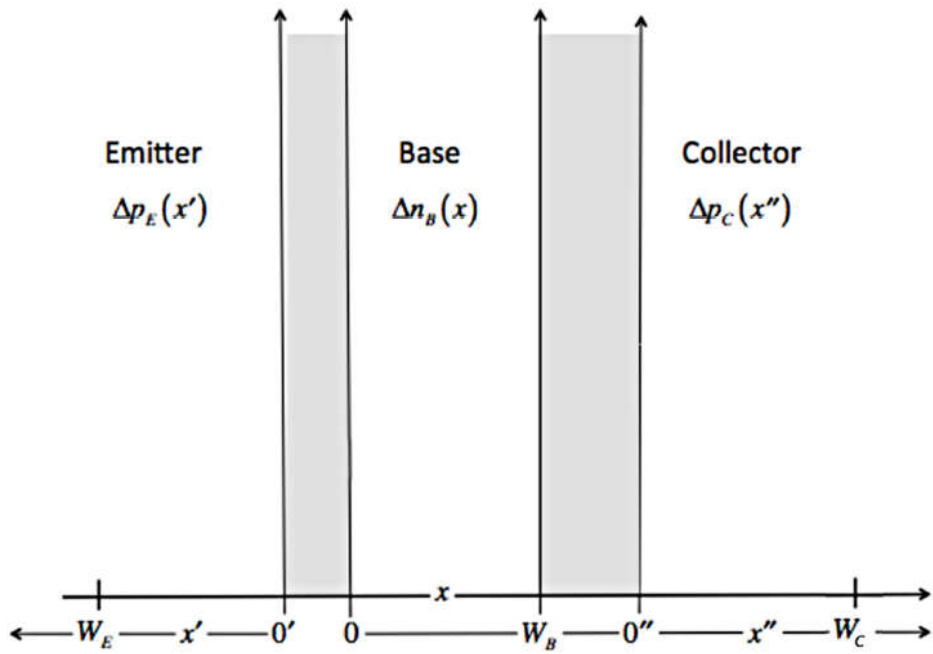 Emitter Base Collector
Δp_E(x′) Δn_B(x) Δp_C(x″)
x
W_E x′ 0′ 0 W_B 0″ x″ W_C